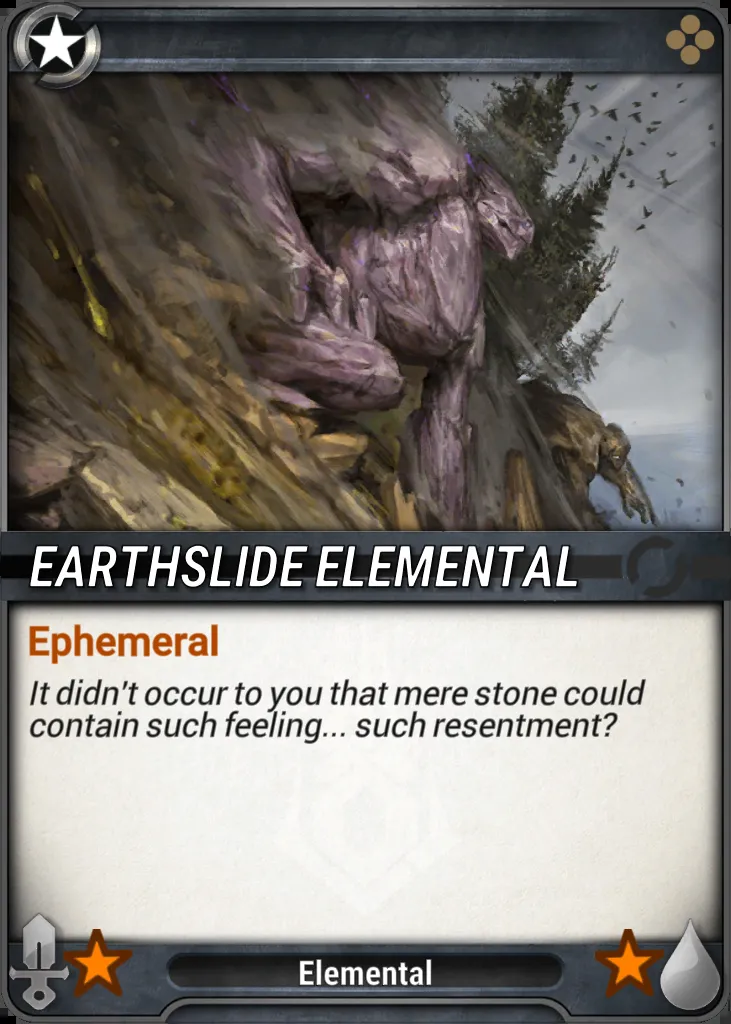 EARTHSLIDE ELEMENTAL
Ephemeral
It didn't occur to you that mere stone could
contain such feeling... such resentment?
Elemental